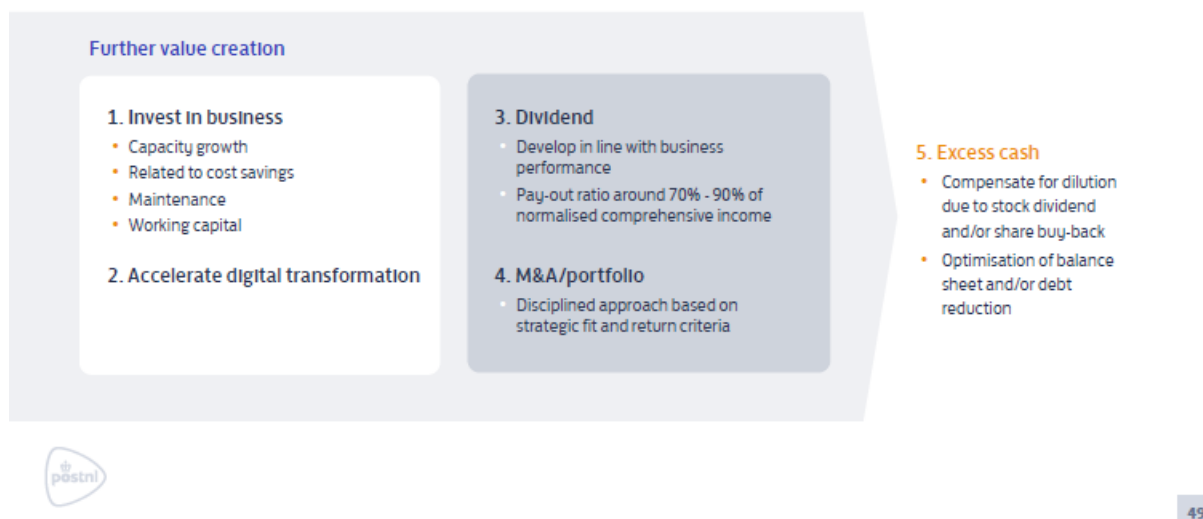 Further value creation
1. Invest in business
• Capacity growth
• Related to cost savings
• Maintenance
• Working capital
2. Accelerate digital transformation
3. Dividend
• Develop in line with business
performance
• Pay-out ratio around 70% - 90% of
normalised comprehensive income
4. M&A/portfolio
• Disciplined approach based on
strategic fit and return criteria
5. Excess cash
• Compensate for dilution
due to stock dividend
and/or share buy-back
• Optimisation of balance
sheet and/or debt
reduction
postnl